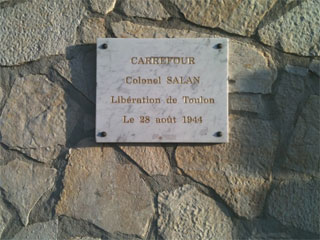 CARREFOUR
Colonel SALAN
Libération de Toulon
Le 28 août 1944